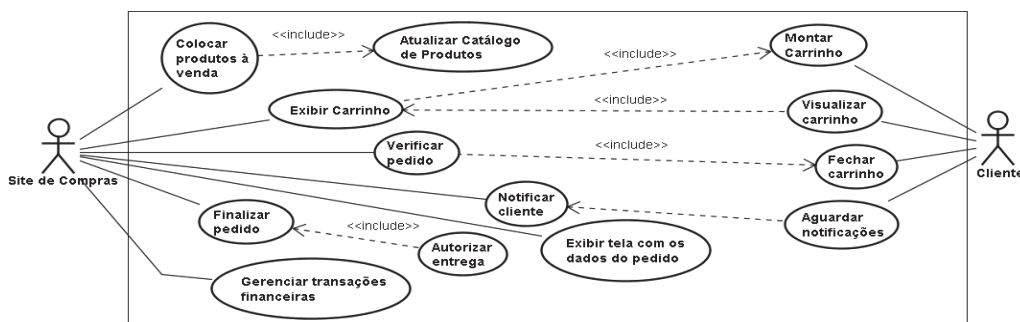 Colocar
produtos à
venda
<<include>>
Atualizar Catálogo
de Produtos
Montar
Carrinho
Exibir Carrinho
<<include>>
Visualizar
carrinho
Verificar
pedido
<<include>>
Fechar
carrinho
Site de Compras
Cliente
Notificar
cliente
Finalizar
pedido
<<include>>
Autorizar
entrega
Exibir tela com os
dados do pedido
Aguardar
notificações
Gerenciar transações
financeiras